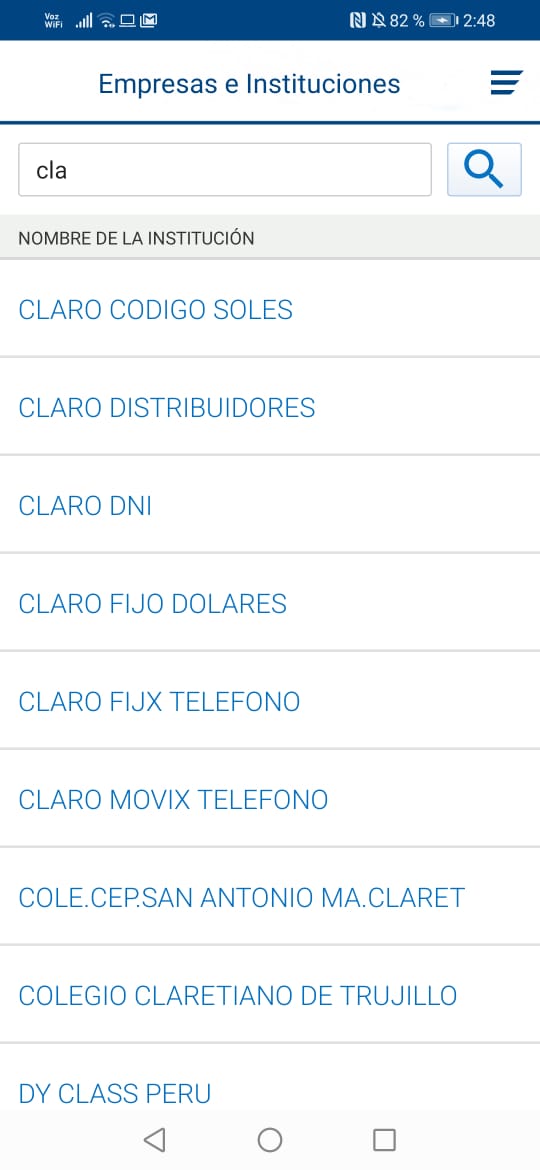 Voz
WiFi
82 %
2:48
Empresas e Instituciones
cla
NOMBRE DE LA INSTITUCIÓN
CLARO CODIGO SOLES
CLARO DISTRIBUIDORES
CLARO DNI
CLARO FIJO DOLARES
CLARO FIJX TELEFONO
CLARO MOVIX TELEFONO
COLE.CEP.SAN ANTONIO MA.CLARET
COLEGIO CLARETIANO DE TRUJILLO
DY CLASS PERU